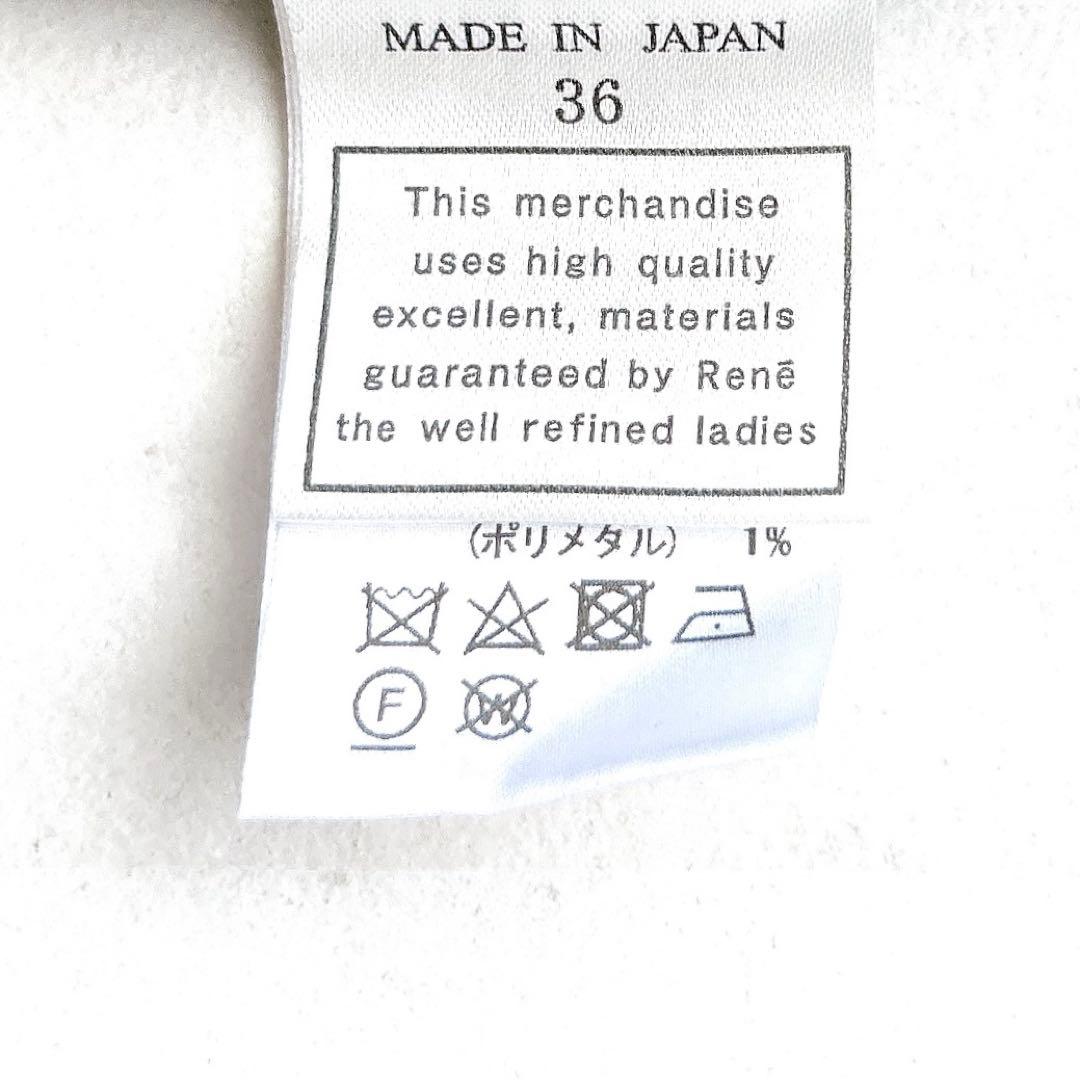 MADE IN JAPAN
36
This merchandise
uses high quality
excellent, materials
guaranteed by Renē
the well refined ladies
(ポリメタル) 1%
F
W